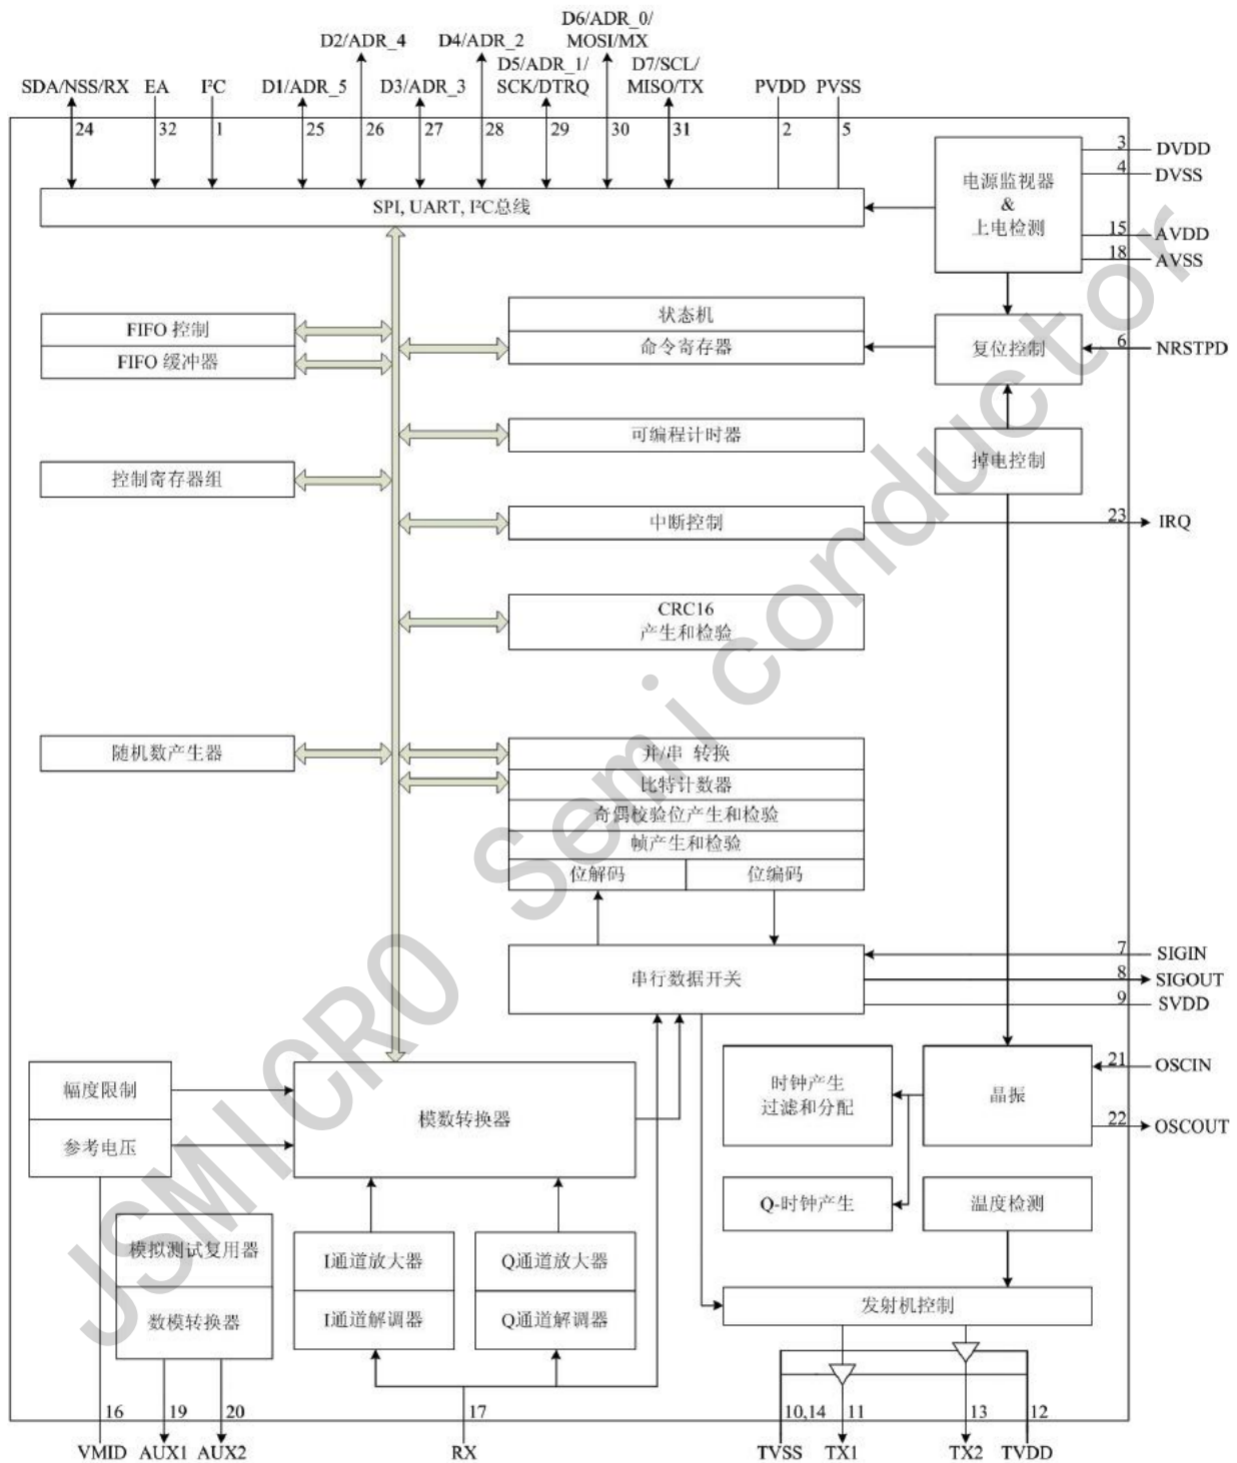 D6/ADR_0/
MOSI/MX
D2/ADR_4
D4/ADR_2
D5/ADR_1/
SCK/DTRQ
D7/SCL/
MISO/TX
SDA/NSS/RX
EA
I²C
D1/ADR_5
D3/ADR_3
PVDD
PVSS
24
32
1
25
26
27
28
29
30
31
2
5
3
DVDD
4
DVSS
电源监视器
&
上电检测
15
AVDD
18
AVSS
SPI, UART, I²C总线
FIFO 控制
FIFO 缓冲器
状态机
命令寄存器
复位控制
6
NRSTPD
可编程计时器
掉电控制
控制寄存器组
中断控制
23
IRQ
CRC16
产生和检验
随机数产生器
并/串 转换
比特计数器
奇偶校验位产生和检验
帧产生和检验
位解码
位编码
串行数据开关
7
SIGIN
8
SIGOUT
9
SVDD
幅度限制
参考电压
模数转换器
时钟产生
过滤和分配
晶振
21
OSCIN
22
OSCOUT
Q-时钟产生
温度检测
模拟测试复用器
数模转换器
I通道放大器
I通道解调器
Q通道放大器
Q通道解调器
发射机控制
16
19
20
17
10,14
11
13
12
VMID
AUX1
AUX2
RX
TVSS
TX1
TX2
TVDD
JSMICRO Semiconductor